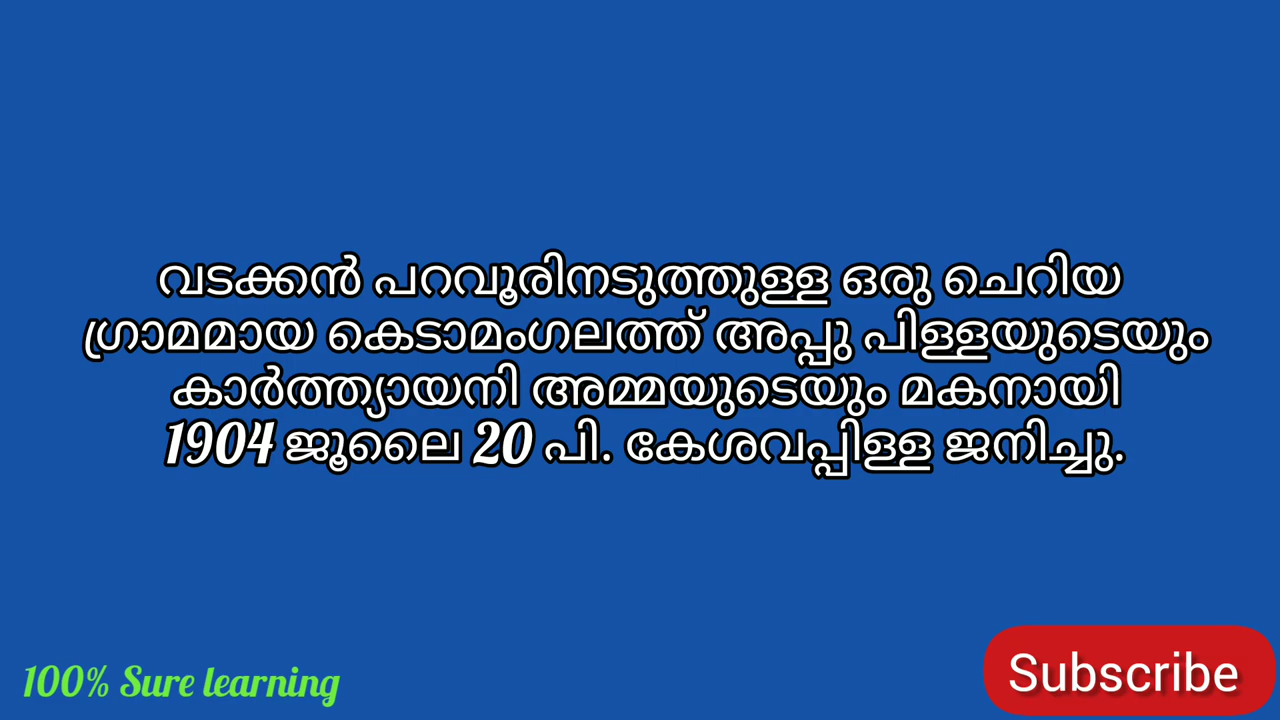 വടക്കൻ പറവൂരിനടുത്തുള്ള ഒരു ചെറിയ
ഗ്രാമമായ കെടാമംഗലത്ത് അപ്പു പിള്ളയുടെയും
കാർത്ത്യായനി അമ്മയുടെയും മകനായി
1904 ജൂലൈ 20 പി. കേശവപ്പിള്ള ജനിച്ചു.
100% Sure learning
Subscribe